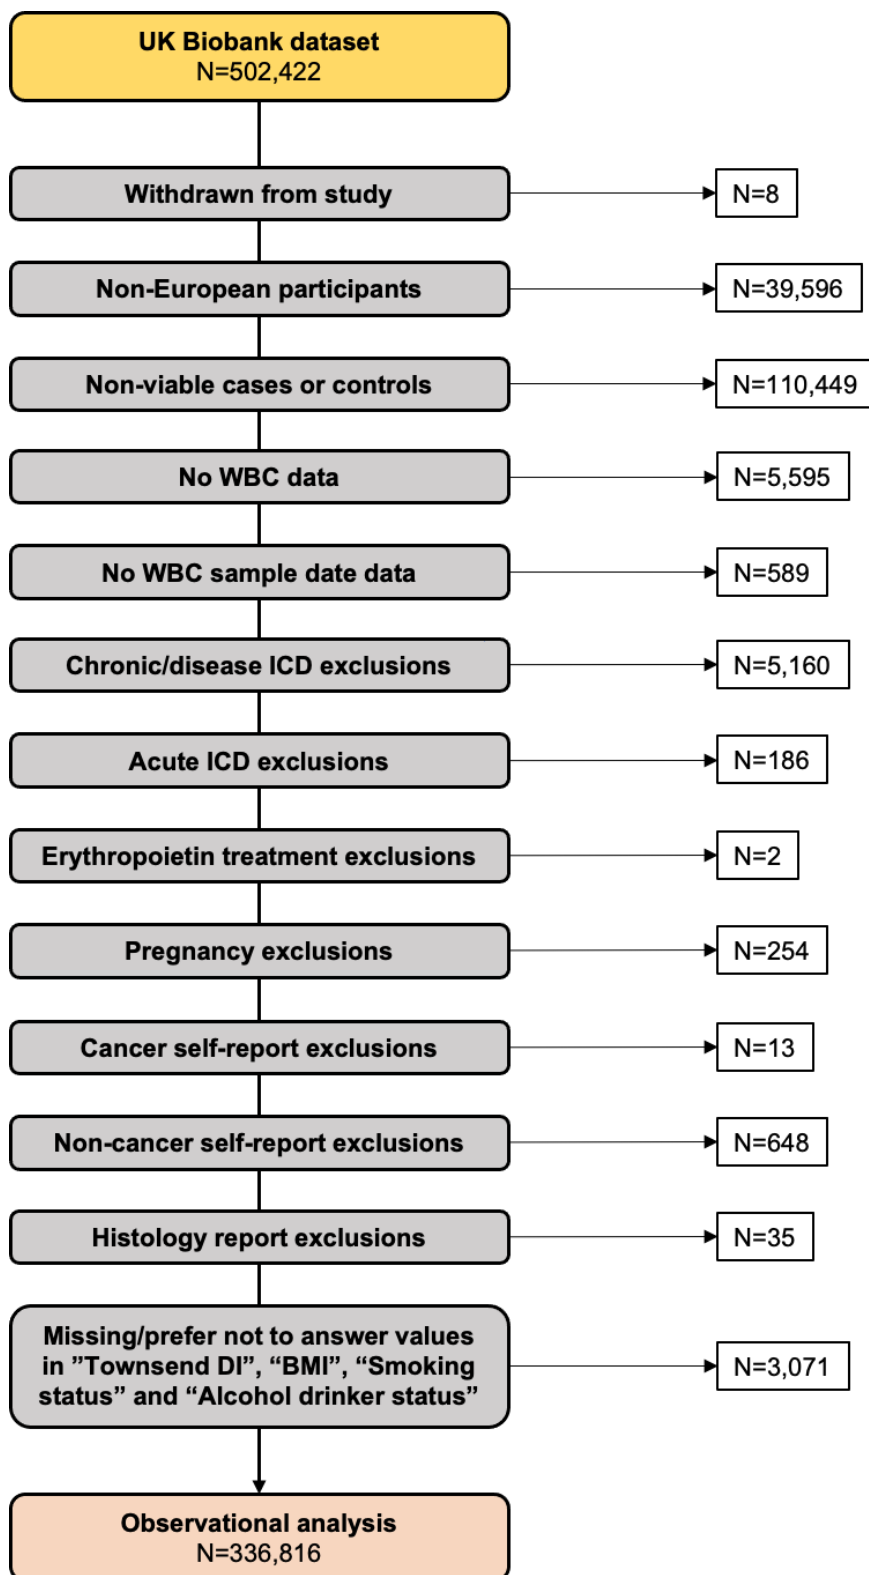 UK Biobank dataset
N=502,422
Withdrawn from study
N=8
Non-European participants
N=39,596
Non-viable cases or controls
N=110,449
No WBC data
N=5,595
No WBC sample date data
N=589
Chronic/disease ICD exclusions
N=5,160
Acute ICD exclusions
N=186
Erythropoietin treatment exclusions
N=2
Pregnancy exclusions
N=254
Cancer self-report exclusions
N=13
Non-cancer self-report exclusions
N=648
Histology report exclusions
N=35
Missing/prefer not to answer values
in ”Townsend DI”, “BMI”, “Smoking
status” and “Alcohol drinker status”
N=3,071
Observational analysis
N=336,816